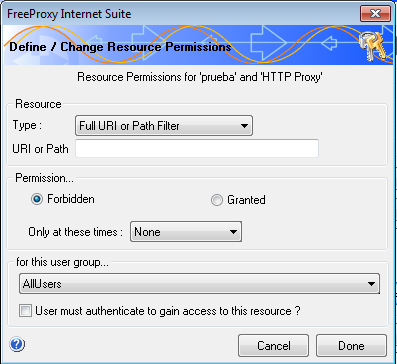 FreeProxy Internet Suite
Define / Change Resource Permissions
Resource Permissions for 'prueba' and 'HTTP Proxy'
Resource
Type : Full URI or Path Filter
URI or Path
Permission...
Forbidden Granted
Only at these times : None
for this user group...
AllUsers
User must authenticate to gain access to this resource ?
? Cancel Done